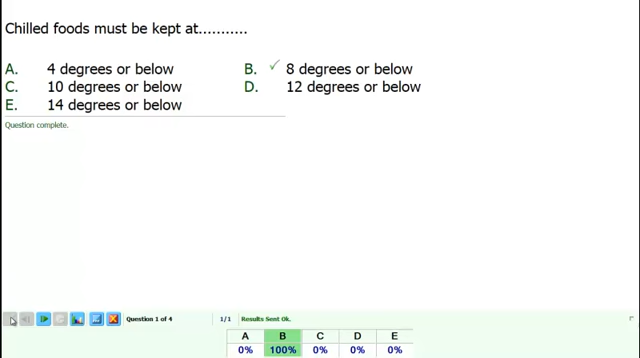 Chilled foods must be kept at...........
A. 4 degrees or below B. ✓ 8 degrees or below
C. 10 degrees or below D. 12 degrees or below
E. 14 degrees or below
Question complete.
Question 1 of 4 1/1 Results Sent Ok.
A B C D E
0% 100% 0% 0% 0%